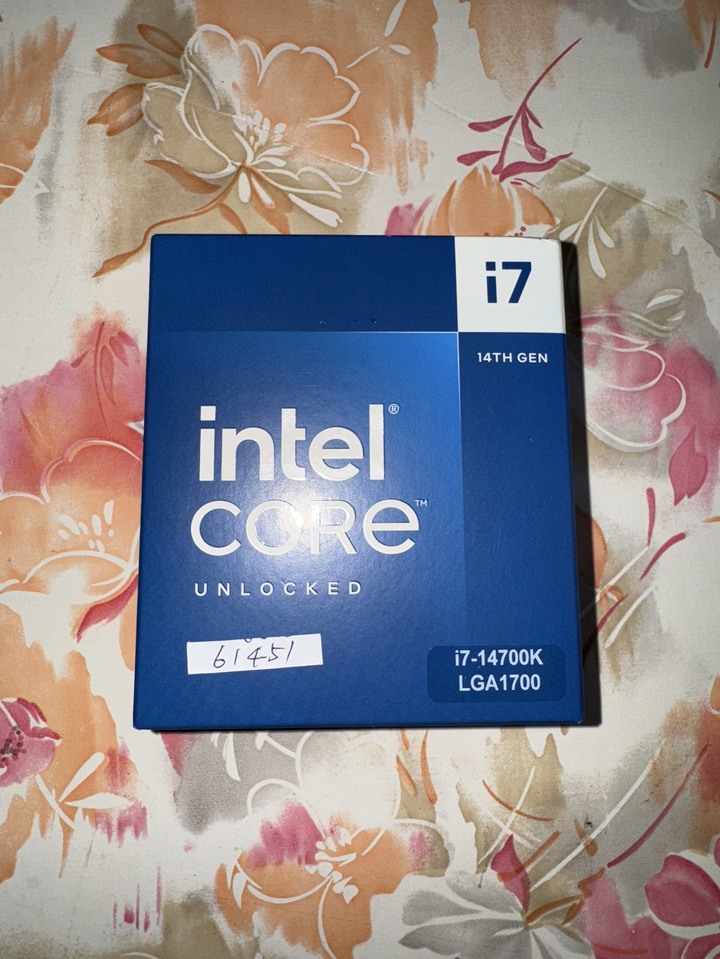 i7
14TH GEN
intel®
CORE™
UNLOCKED
61451
i7-14700K
LGA1700